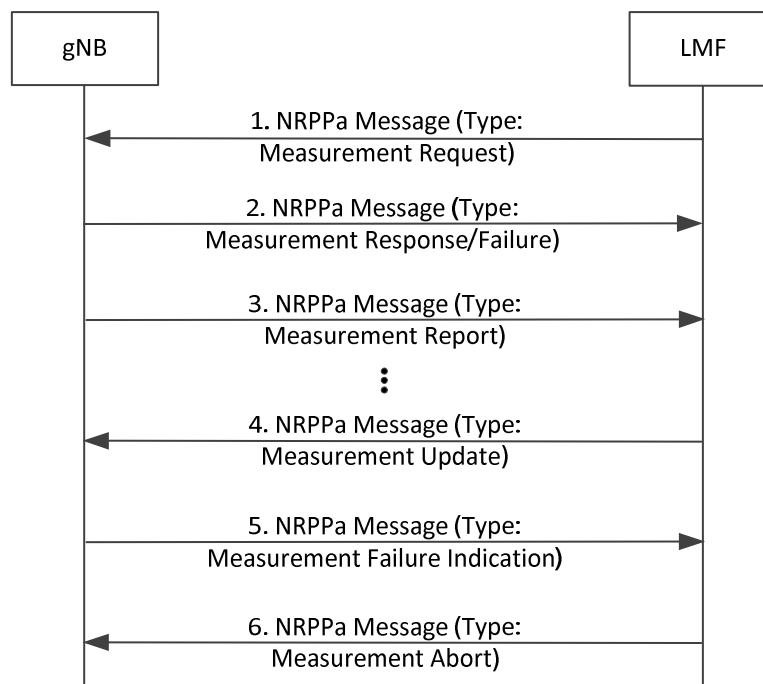 gNB
LMF
1. NRPPa Message (Type:
Measurement Request)
2. NRPPa Message (Type:
Measurement Response/Failure)
3. NRPPa Message (Type:
Measurement Report)
4. NRPPa Message (Type:
Measurement Update)
5. NRPPa Message (Type:
Measurement Failure Indication)
6. NRPPa Message (Type:
Measurement Abort)